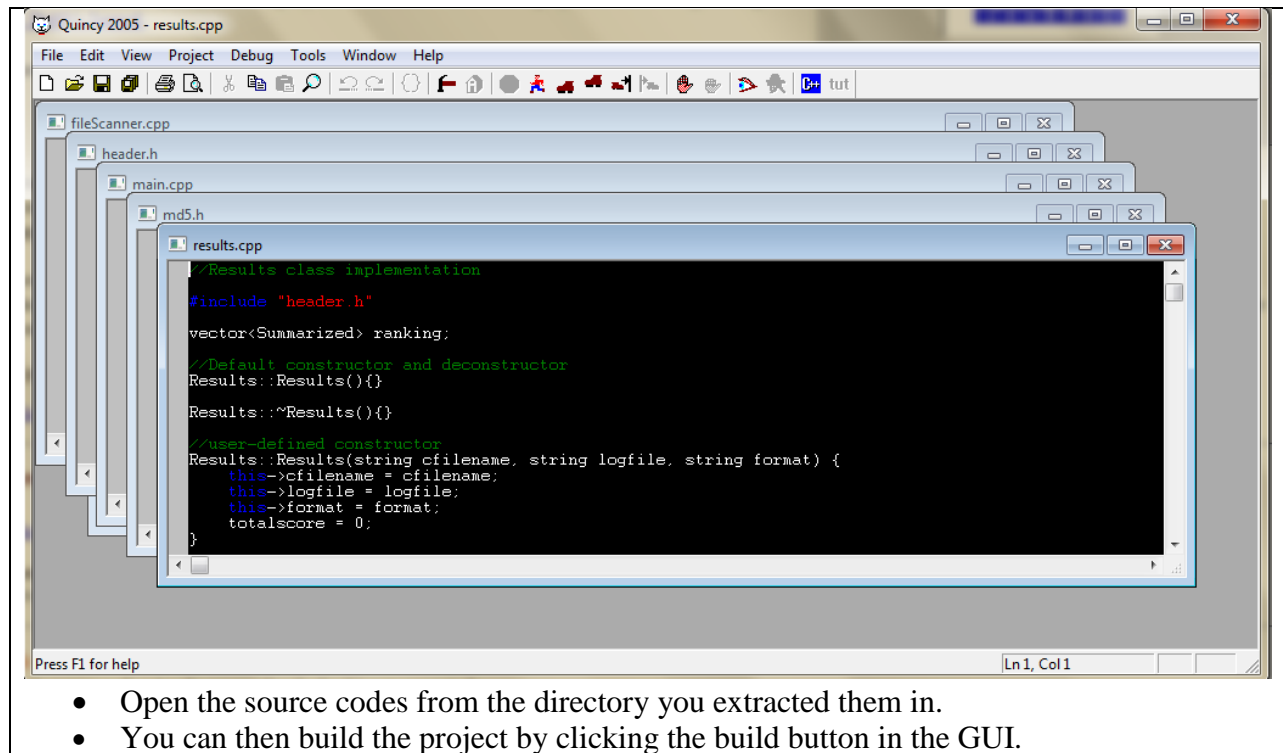 Quincy 2005 - results.cpp
File Edit View Project Debug Tools Window Help
C++ tut
fileScanner.cpp
header.h
main.cpp
md5.h
results.cpp
//Results class implementation
#include "header.h"
vector<Summarized> ranking;
//Default constructor and deconstructor
Results::Results(){}
Results::~Results(){}
//user-defined constructor
Results::Results(string cfilename, string logfile, string format) {
this->cfilename = cfilename;
this->logfile = logfile;
this->format = format;
totalscore = 0;
}
Press F1 for help Ln 1, Col 1
• Open the source codes from the directory you extracted them in.
• You can then build the project by clicking the build button in the GUI.